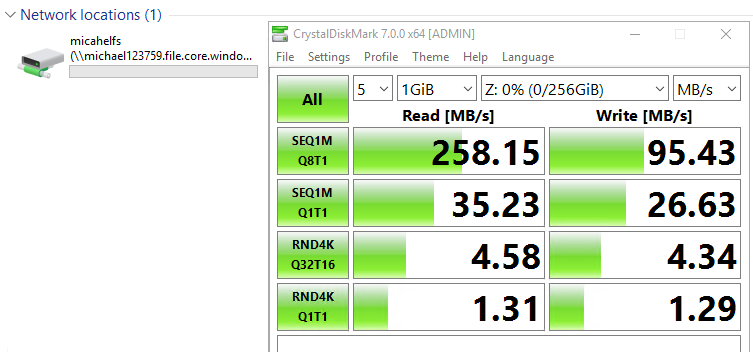 Network locations (1)
micahelfs
(\\michael123759.file.core.windo...
CrystalDiskMark 7.0.0 x64 [ADMIN]
File Settings Profile Theme Help Language
All
5 1GiB Z: 0% (0/256GiB) MB/s
Read [MB/s] Write [MB/s]
SEQ1M
Q8T1
258.15 95.43
SEQ1M
Q1T1
35.23 26.63
RND4K
Q32T16
4.58 4.34
RND4K
Q1T1
1.31 1.29